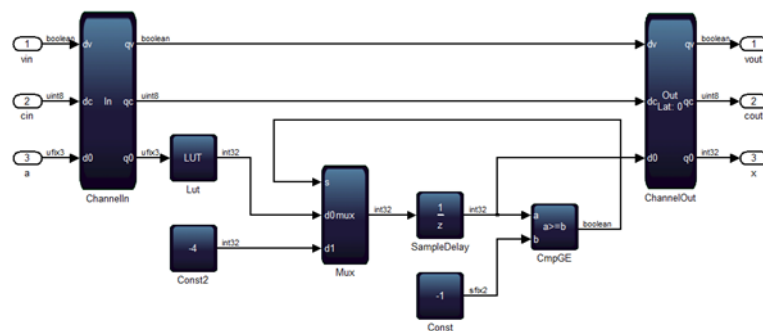 boolean
1
vin
dv
qv
boolean
dv
qv
boolean
1
vout
uint8
2
cin
dc
In
qc
uint8
dc
Out
Lat: 0
qc
uint8
2
cout
ufix3
3
a
d0
q0
ufix3
LUT
int32
d0
q0
int32
3
x
ChannelIn
Lut
ChannelOut
s
d0
mux
d1
int32
1
z
int32
a
a>=b
b
boolean
-4
int32
SampleDelay
CmpGE
Const2
Mux
-1
sfix2
Const